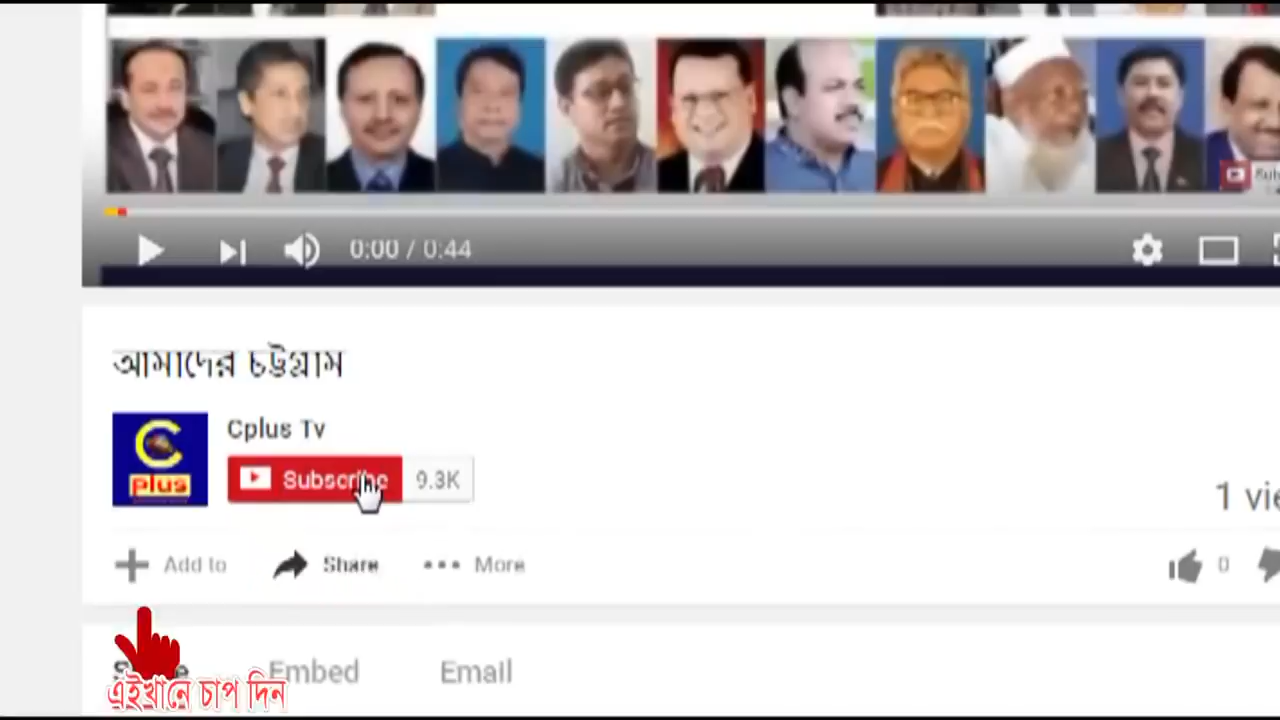 0:00 / 0:44
আমাদের চট্টগ্রাম
C
plus
Cplus Tv
Subscribe 9.3K
1
Add to Share More
0
Embed Email
এইখানে চাপ দিন